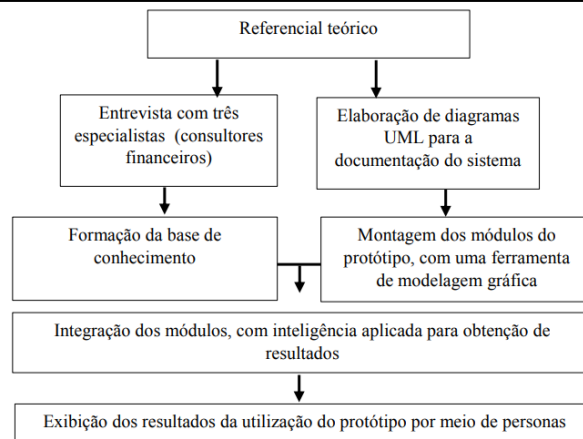 Referencial teórico
Entrevista com três
especialistas (consultores
financeiros)
Elaboração de diagramas
UML para a
documentação do sistema
Formação da base de
conhecimento
Montagem dos módulos do
protótipo, com uma ferramenta
de modelagem gráfica
Integração dos módulos, com inteligência aplicada para obtenção de
resultados
Exibição dos resultados da utilização do protótipo por meio de personas